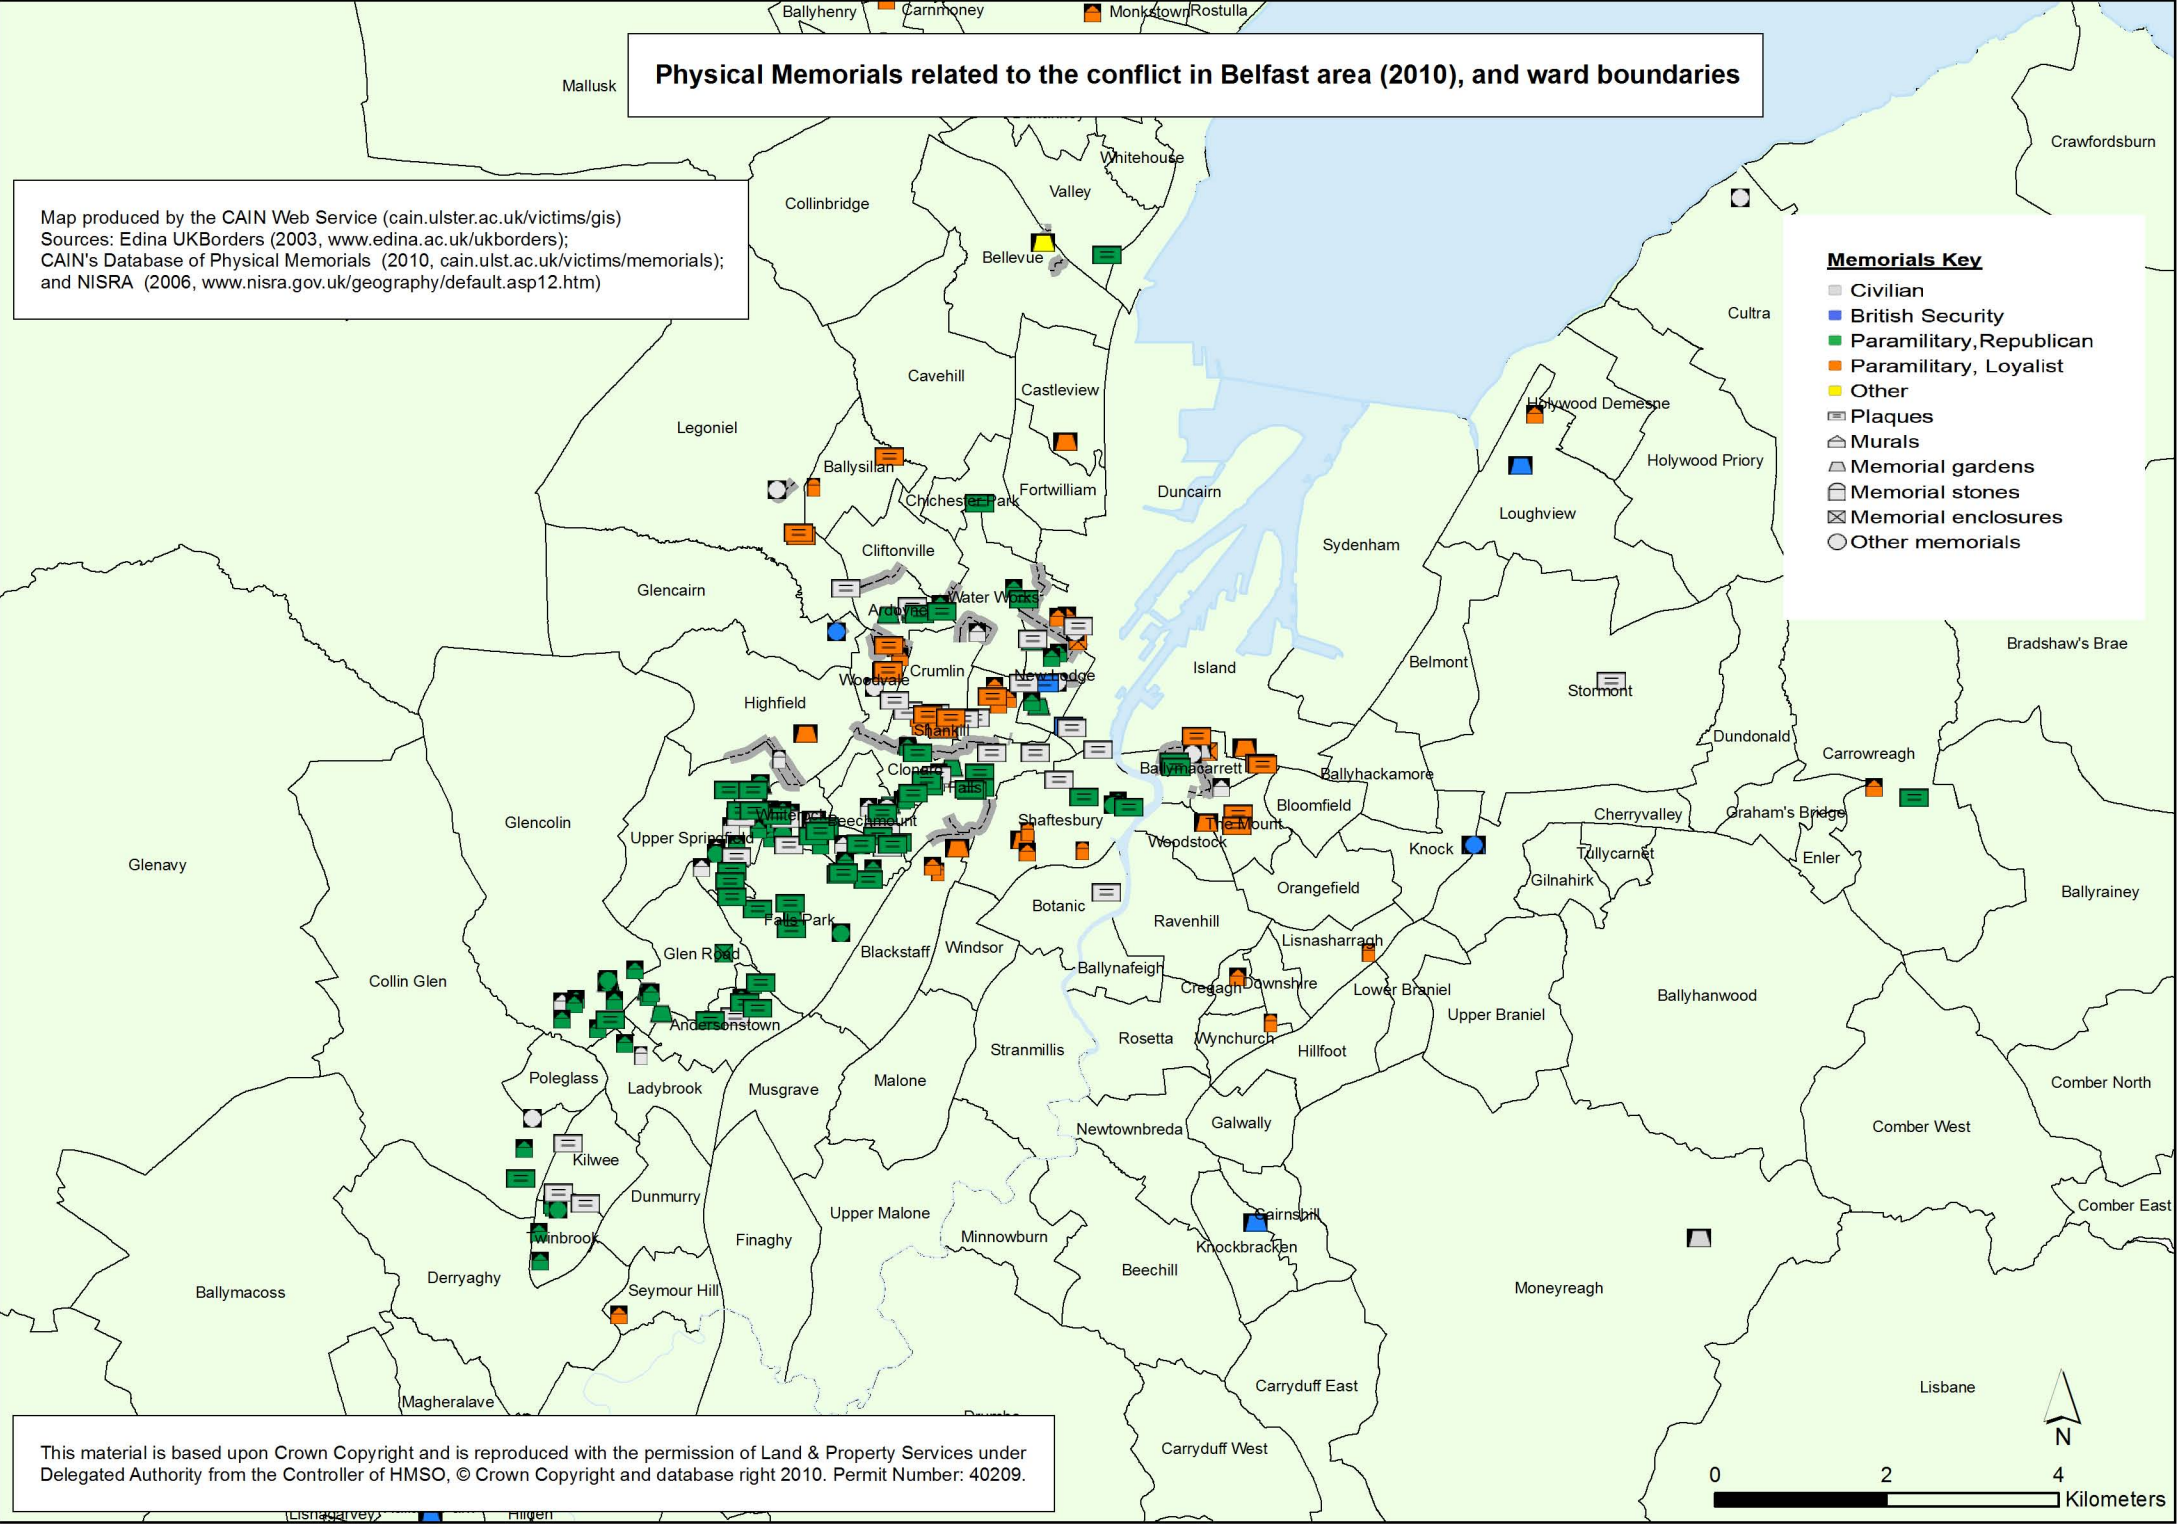 Ballyhenry
Carnmoney
Monkstown
Rostulla
Physical Memorials related to the conflict in Belfast area (2010), and ward boundaries
Mallusk
Crawfordsburn
Whitehouse
Valley
Collinbridge
Map produced by the CAIN Web Service (cain.ulster.ac.uk/victims/gis)
Sources: Edina UKBorders (2003, www.edina.ac.uk/ukborders);
CAIN's Database of Physical Memorials (2010, cain.ulst.ac.uk/victims/memorials);
and NISRA (2006, www.nisra.gov.uk/geography/default.asp12.htm)
Bellevue
Memorials Key
Civilian
British Security
Paramilitary,Republican
Paramilitary, Loyalist
Other
Plaques
Murals
Memorial gardens
Memorial stones
Memorial enclosures
Other memorials
Cultra
Cavehill
Castleview
Holywood Demesne
Legoniel
Ballysillan
Holywood Priory
Chichester Park
Fortwilliam
Duncairn
Loughview
Cliftonville
Sydenham
Glencairn
Ardoyne
Water Works
Bradshaw's Brae
Crumlin
Woodvale
New Lodge
Island
Belmont
Stormont
Highfield
Shankill
Dundonald
Carrowreagh
Clonard
Ballymacarrett
Ballyhackamore
Falls
Glencolin
Whiterock
Beechmount
Shaftesbury
Bloomfield
Cherryvalley
Graham's Bridge
Upper Springfield
The Mount
Woodstock
Knock
Tullycarnet
Enler
Glenavy
Gilnahirk
Orangefield
Ballyrainey
Botanic
Falls Park
Ravenhill
Glen Road
Blackstaff
Windsor
Lisnasharragh
Ballynafeigh
Collin Glen
Cregagh
Downshire
Lower Braniel
Ballyhanwood
Andersonstown
Upper Braniel
Stranmillis
Rosetta
Wynchurch
Hillfoot
Poleglass
Ladybrook
Musgrave
Malone
Comber North
Newtownbreda
Galwally
Comber West
Kilwee
Dunmurry
Upper Malone
Cairnshill
Comber East
Twinbrook
Finaghy
Minnowburn
Knockbracken
Derryaghy
Beechill
Ballymacoss
Seymour Hill
Moneyreagh
Carryduff East
Lisbane
Magheralave
Carryduff West
N
This material is based upon Crown Copyright and is reproduced with the permission of Land & Property Services under
Delegated Authority from the Controller of HMSO, © Crown Copyright and database right 2010. Permit Number: 40209.
0 2 4
Kilometers
Lisnagarvey
Hilden